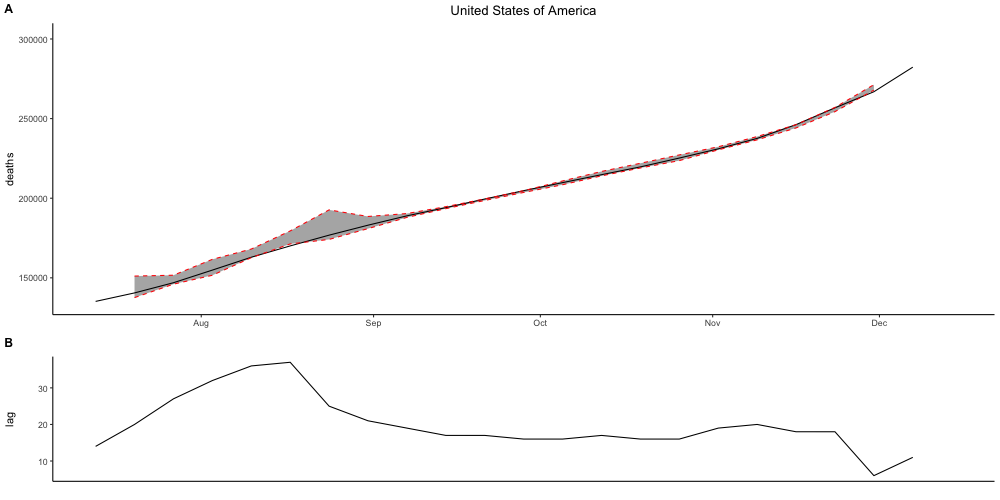 A
United States of America
300000
250000
200000
150000
deaths
Aug Sep Oct Nov Dec
B
30
20
10
lag